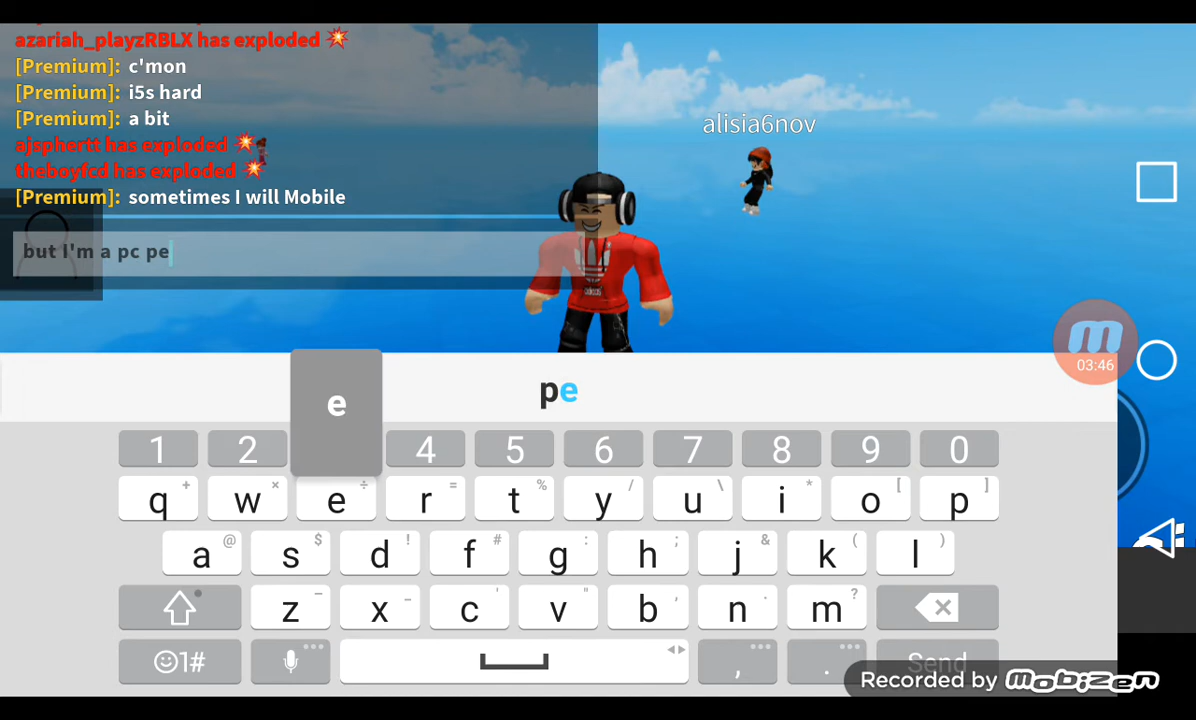 azariah_playzRBLX has exploded 💥
[Premium]: c'mon
[Premium]: i5s hard
[Premium]: a bit
ajsphertt has exploded 💥
theboyfcd has exploded 💥
[Premium]: sometimes I will Mobile
alisia6nov
but I'm a pc pe
adidas
03:46
e
pe
1 2 4 5 6 7 8 9 0
q + w × e ÷ r = t % y / u \ i * o [ p ]
a @ s $ d ! f # g : h ; j & k ( l )
z - x _ c ' v " b , n . m ?
☺1# , . Send
Recorded by mobizen